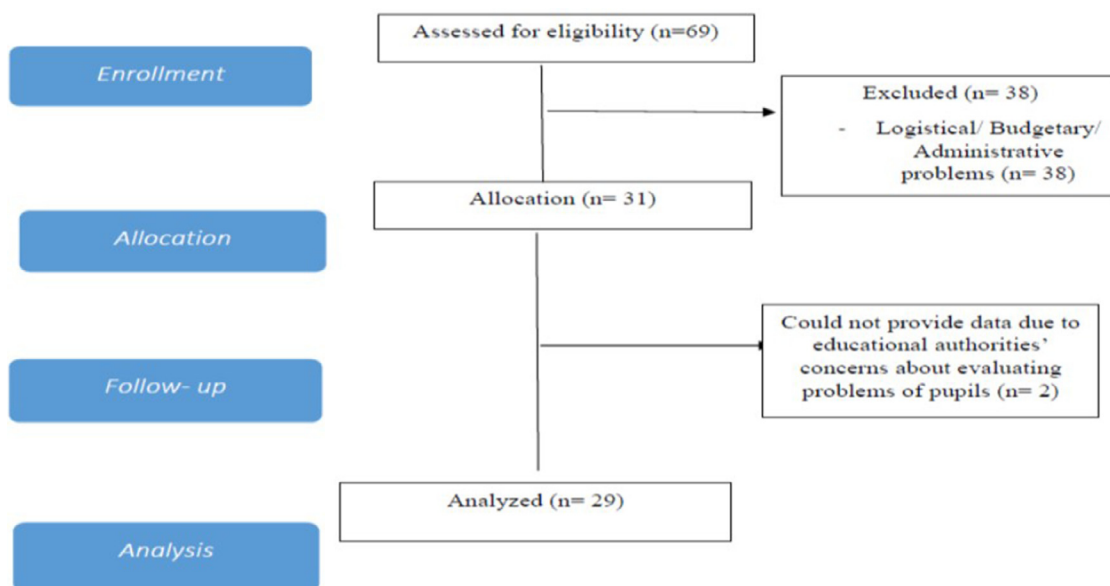 Assessed for eligibility (n=69)
Enrollment
Excluded (n= 38)
- Logistical/ Budgetary/
Administrative
problems (n= 38)
Allocation (n= 31)
Allocation
Could not provide data due to
educational authorities’
concerns about evaluating
problems of pupils (n= 2)
Follow- up
Analyzed (n= 29)
Analysis